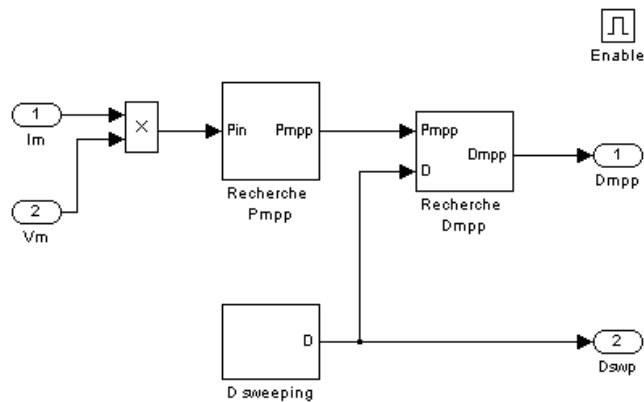 Enable
1
Im
×
Pin
Pmpp
Recherche
Pmpp
Pmpp
D
Dmpp
Recherche
Dmpp
1
Dmpp
2
Vm
D
D sweeping
2
Dswp